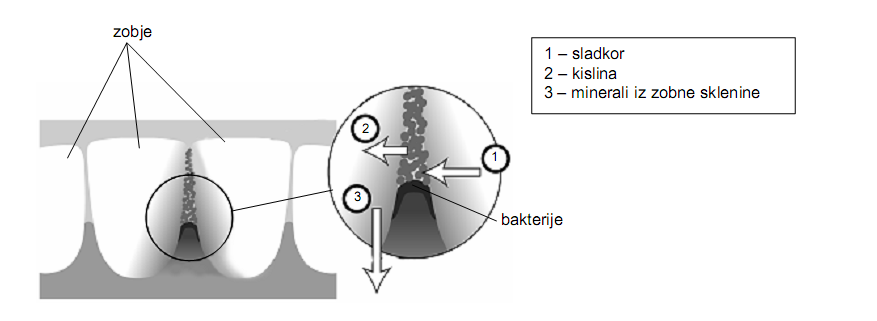 zobje
1 – sladkor
2 – kislina
3 – minerali iz zobne sklenine
2
1
3
bakterije